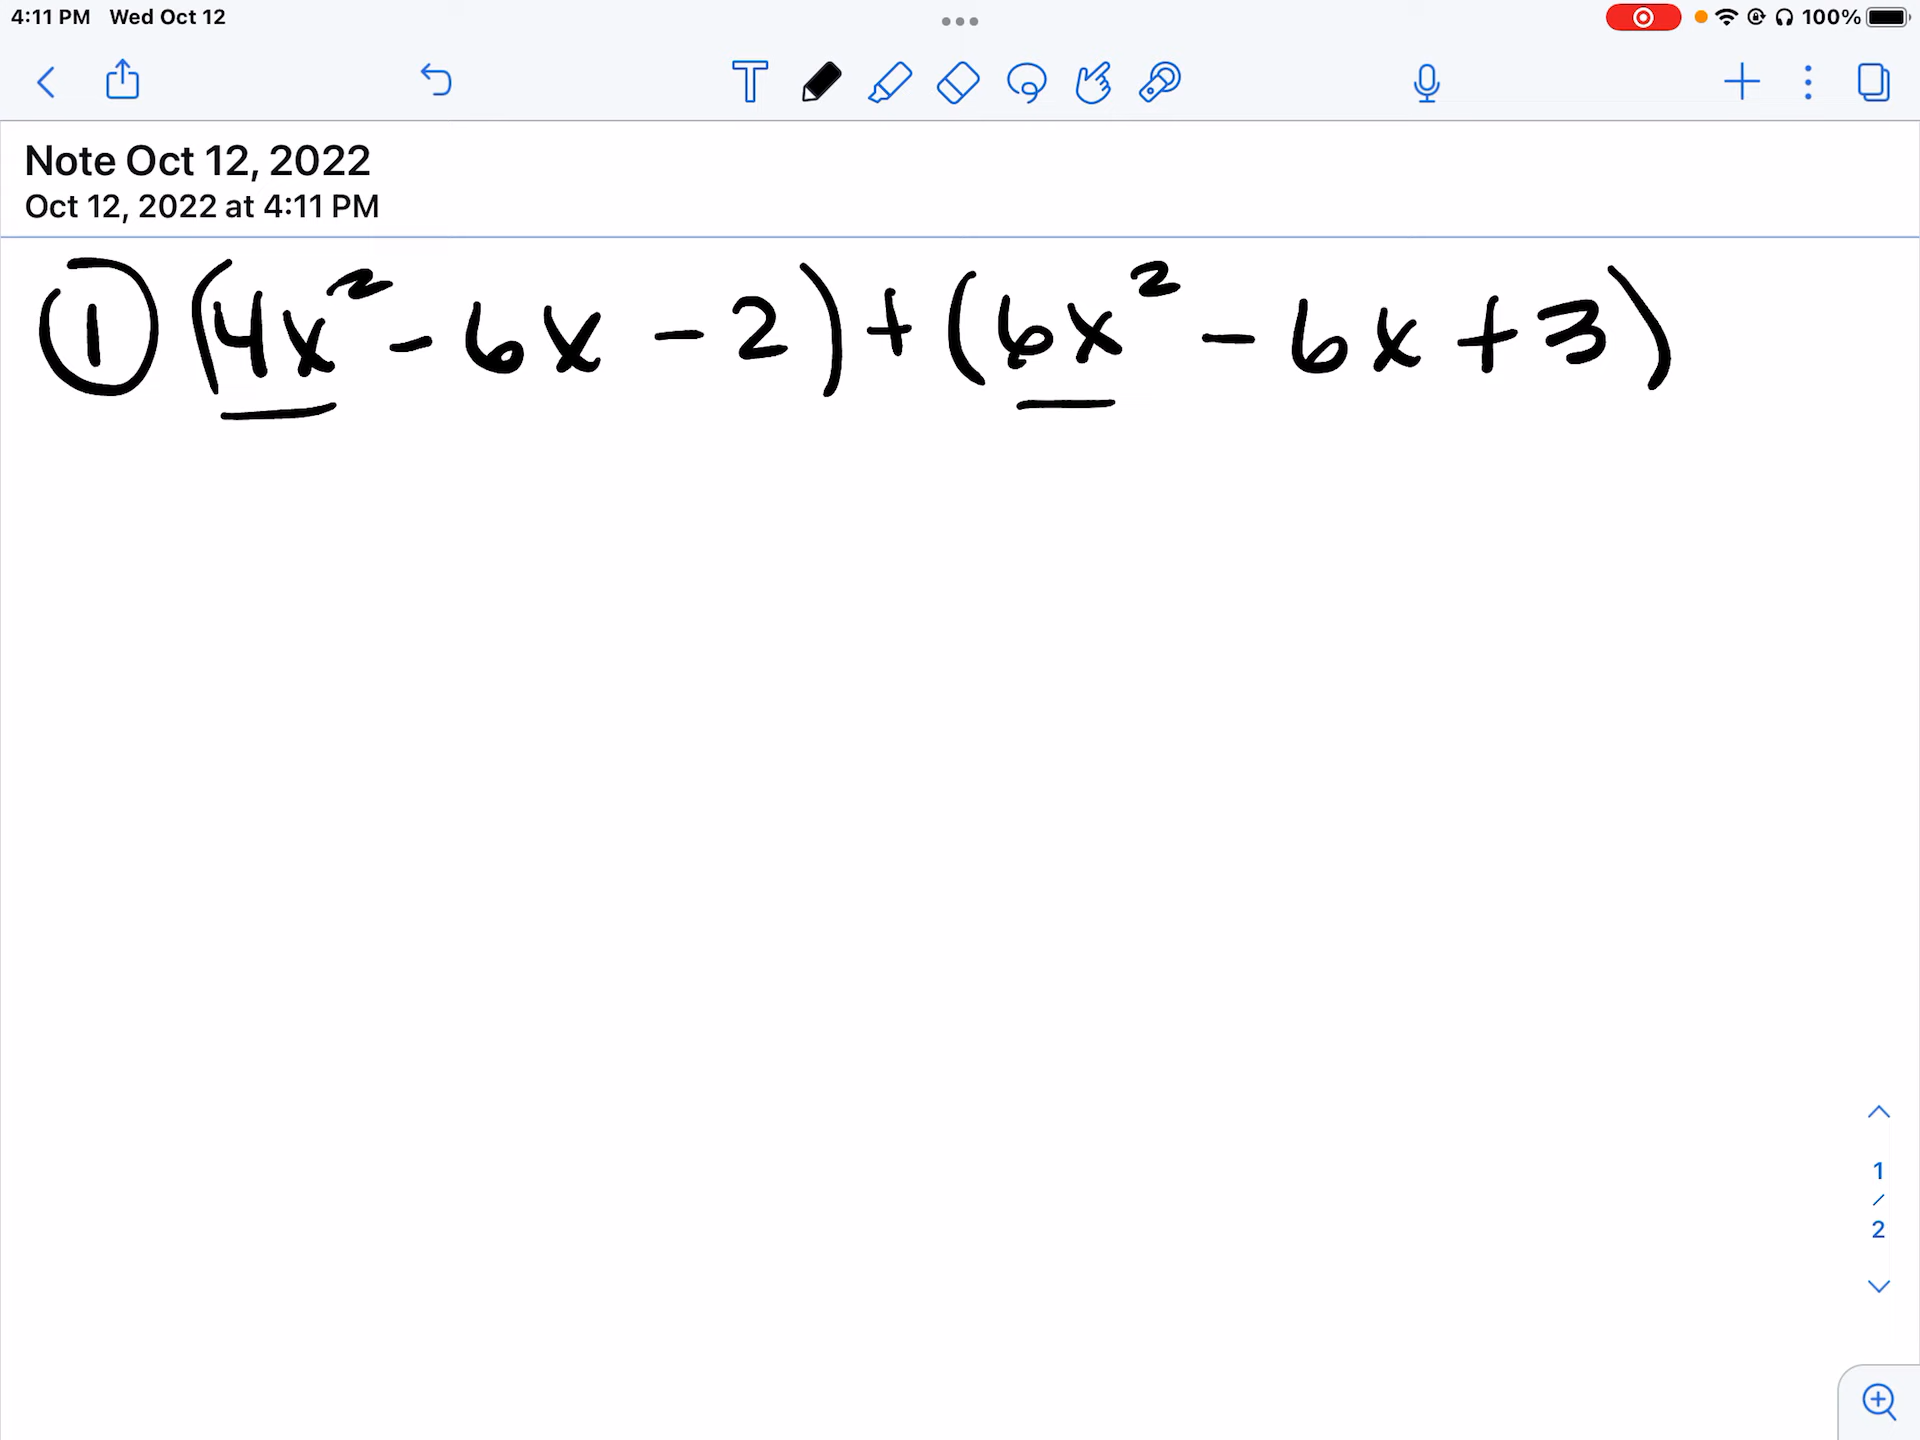 4:11 PM Wed Oct 12 100%
T
Note Oct 12, 2022
Oct 12, 2022 at 4:11 PM
① (4x² - 6x - 2) + (6x² - 6x + 3)
1
/
2